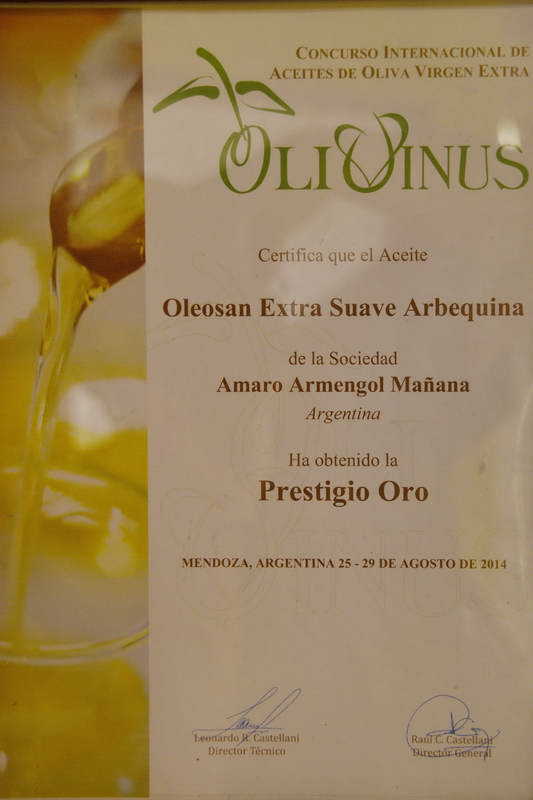 CONCURSO INTERNACIONAL DE
ACEITES DE OLIVA VIRGEN EXTRA
OLIVINUS
Certifica que el Aceite
Oleosan Extra Suave Arbequina
de la Sociedad
Amaro Armengol Mañana
Argentina
Ha obtenido la
Prestigio Oro
MENDOZA, ARGENTINA 25 - 29 DE AGOSTO DE 2014
Leonardo R. Castellani
Director Técnico
Raúl C. Castellani
Director General